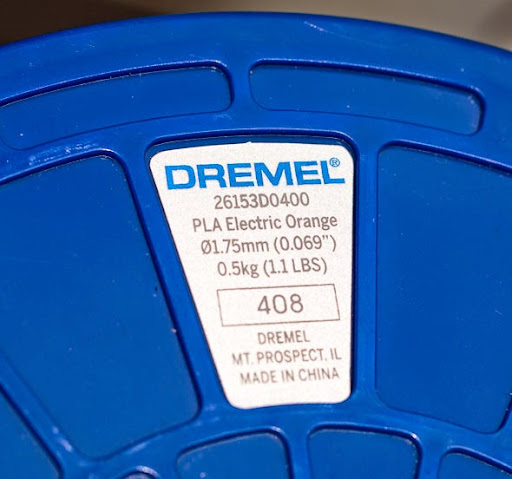 DREMEL®
26153D0400
PLA Electric Orange
Ø1.75mm (0.069")
0.5kg (1.1 LBS)
408
DREMEL
MT. PROSPECT. IL
MADE IN CHINA